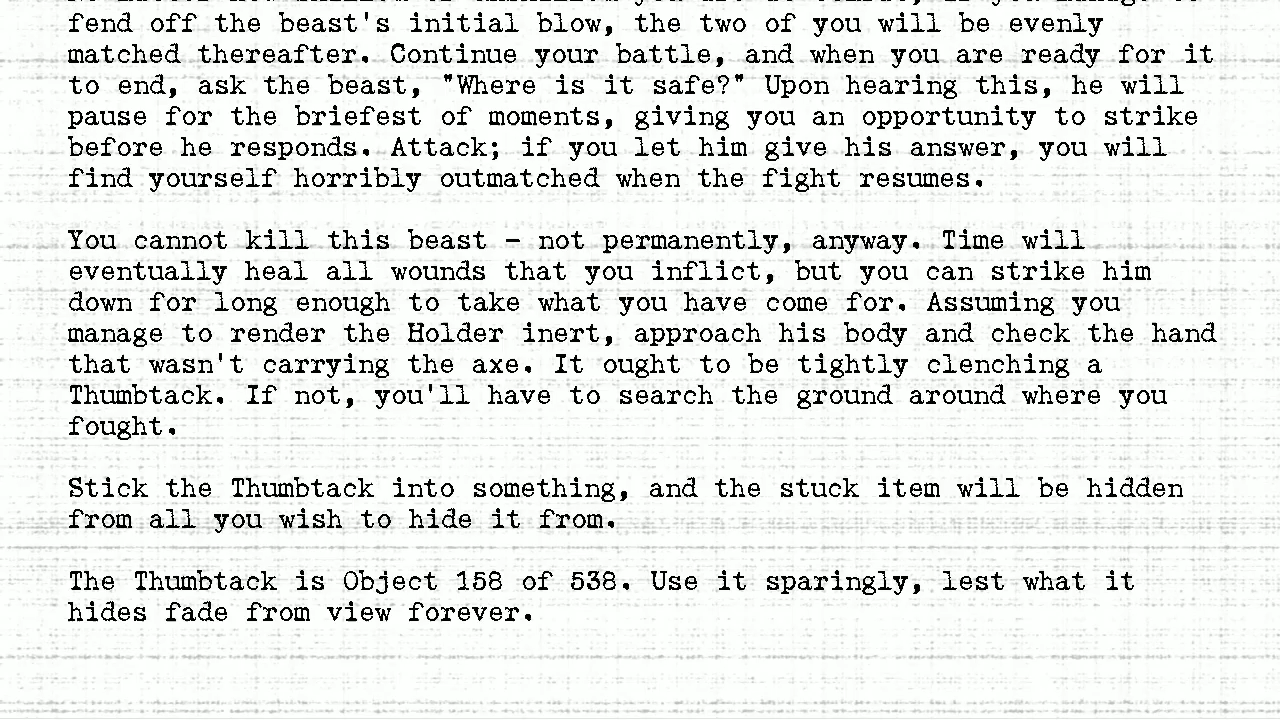 fend off the beast's initial blow, the two of you will be evenly
matched thereafter. Continue your battle, and when you are ready for it
to end, ask the beast, "Where is it safe?" Upon hearing this, he will
pause for the briefest of moments, giving you an opportunity to strike
before he responds. Attack; if you let him give his answer, you will
find yourself horribly outmatched when the fight resumes.
You cannot kill this beast – not permanently, anyway. Time will
eventually heal all wounds that you inflict, but you can strike him
down for long enough to take what you have come for. Assuming you
manage to render the Holder inert, approach his body and check the hand
that wasn't carrying the axe. It ought to be tightly clenching a
Thumbtack. If not, you'll have to search the ground around where you
fought.
Stick the Thumbtack into something, and the stuck item will be hidden
from all you wish to hide it from.
The Thumbtack is Object 158 of 538. Use it sparingly, lest what it
hides fade from view forever.